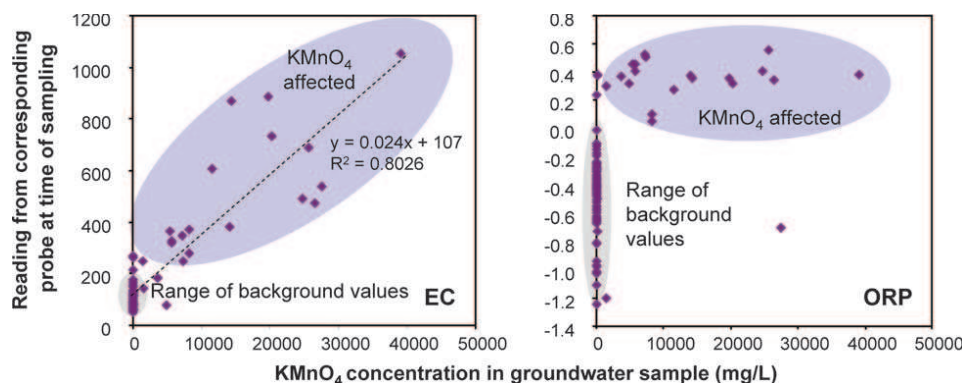 Reading from corresponding
probe at time of sampling
1200
1000
800
600
400
200
0
KMnO₄
affected
y = 0.024x + 107
R² = 0.8026
Range of background values
EC
0
10000
20000
30000
40000
50000
0.8
0.6
0.4
0.2
0.0
-0.2
-0.4
-0.6
-0.8
-1.0
-1.2
-1.4
KMnO₄ affected
Range of
background
values
ORP
0
10000
20000
30000
40000
50000
KMnO₄ concentration in groundwater sample (mg/L)